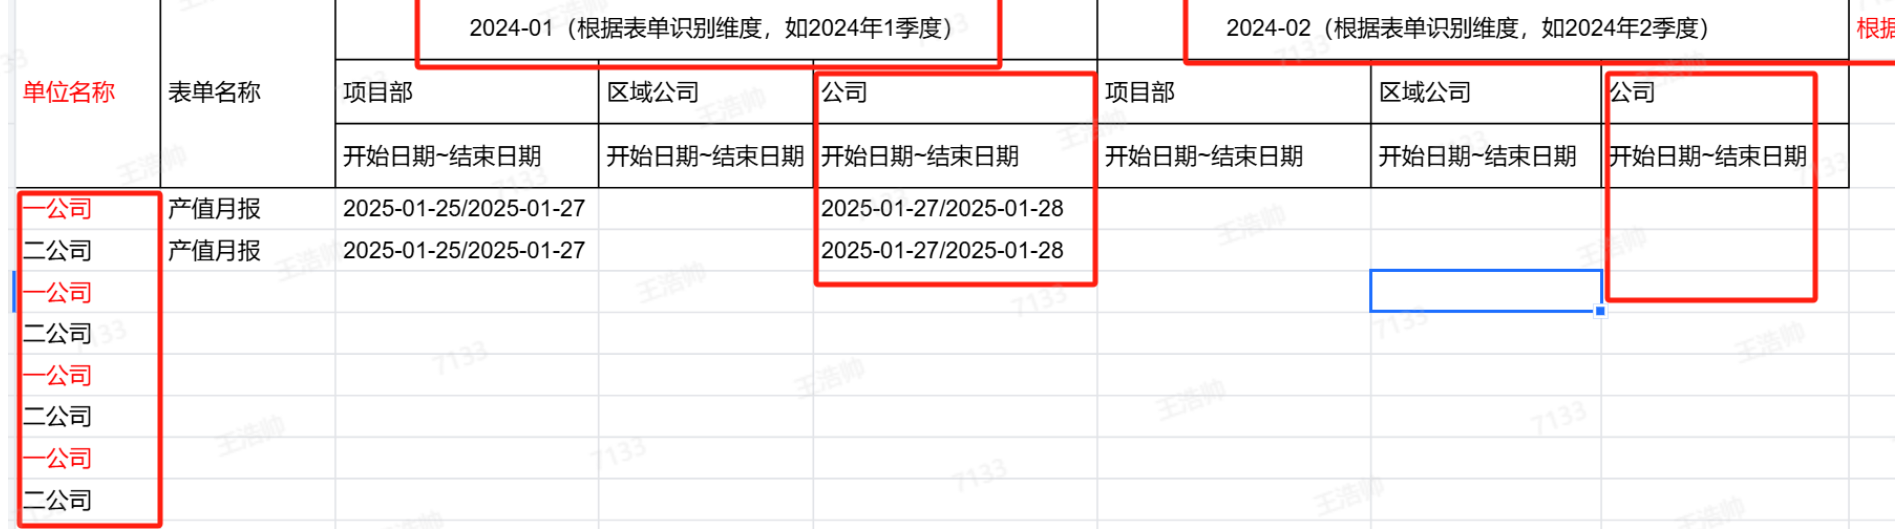 2024-01（根据表单识别维度，如2024年1季度） 2024-02（根据表单识别维度，如2024年2季度） 根据
单位名称 表单名称 项目部 区域公司 公司 项目部 区域公司 公司
开始日期~结束日期 开始日期~结束日期 开始日期~结束日期 开始日期~结束日期 开始日期~结束日期 开始日期~结束日期
一公司 产值月报 2025-01-25/2025-01-27 2025-01-27/2025-01-28
二公司 产值月报 2025-01-25/2025-01-27 2025-01-27/2025-01-28
一公司
二公司
一公司
二公司
一公司
二公司